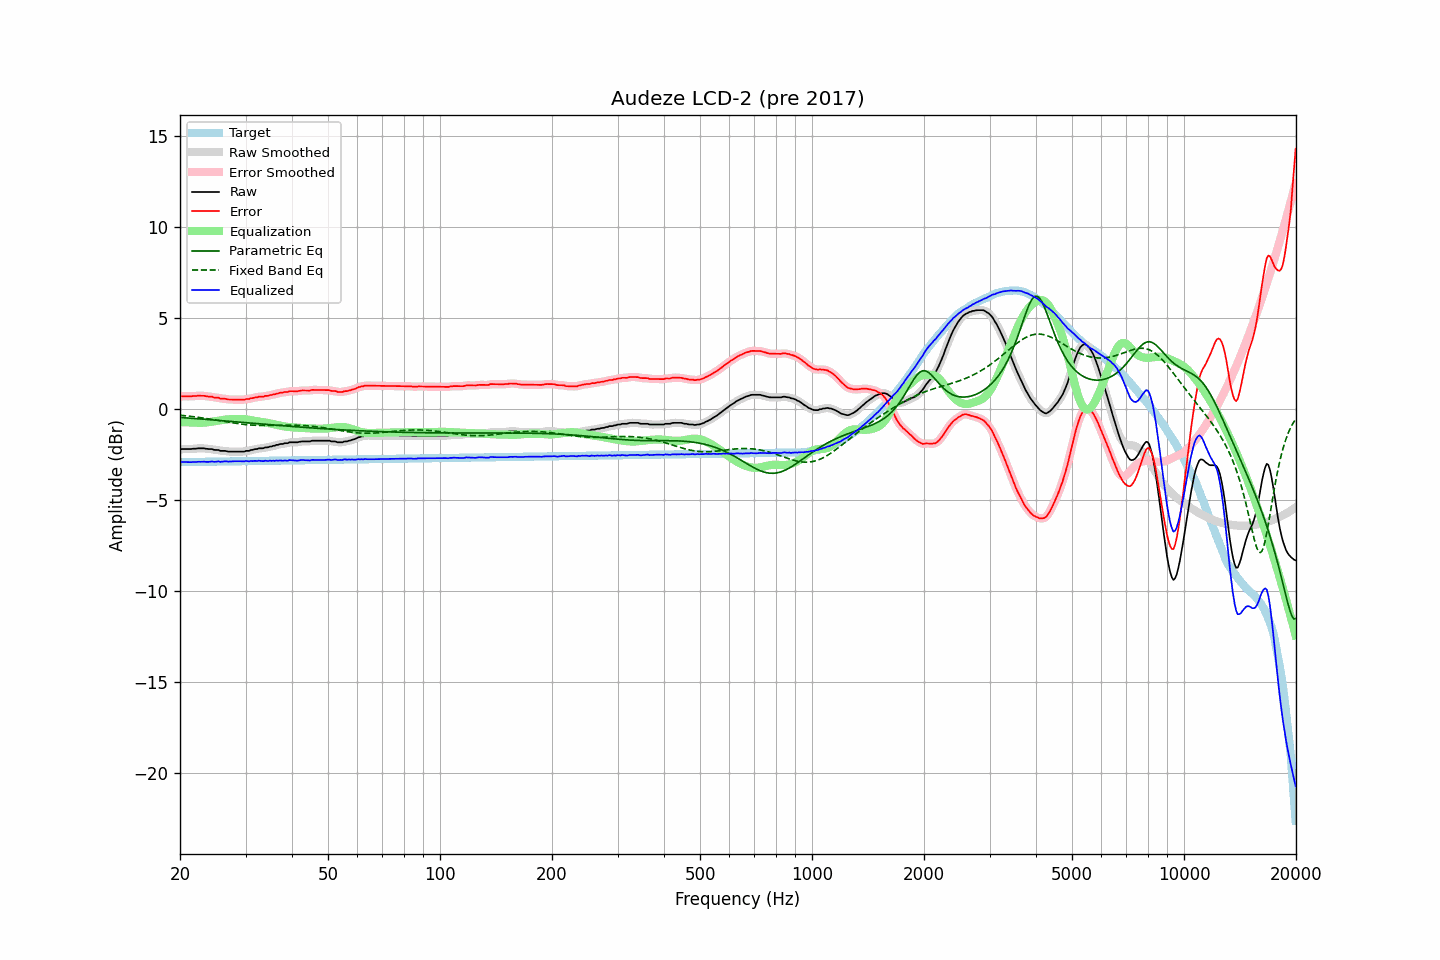 Audeze LCD-2 (pre 2017)
Target
Raw Smoothed
Error Smoothed
Raw
Error
Equalization
Parametric Eq
Fixed Band Eq
Equalized
15
10
5
0
−5
−10
−15
−20
Amplitude (dBr)
20
50
100
200
500
1000
2000
5000
10000
20000
Frequency (Hz)